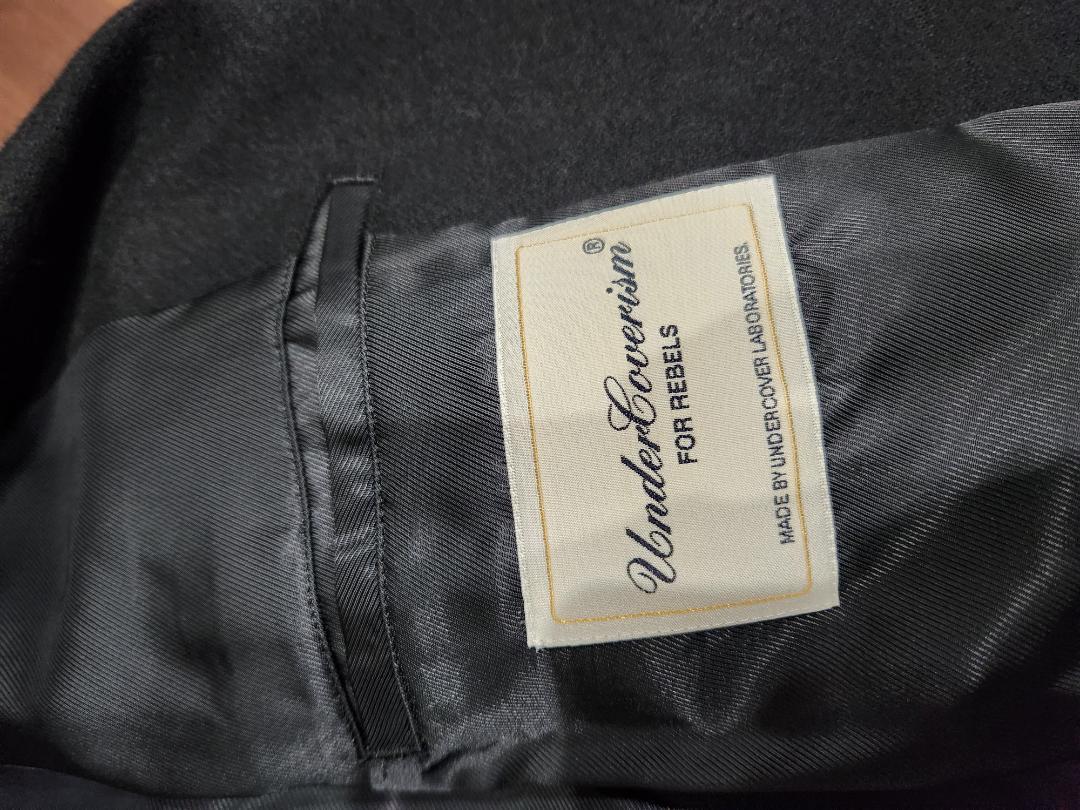 UnderCoverism®
FOR REBELS
MADE BY UNDERCOVER LABORATORIES.